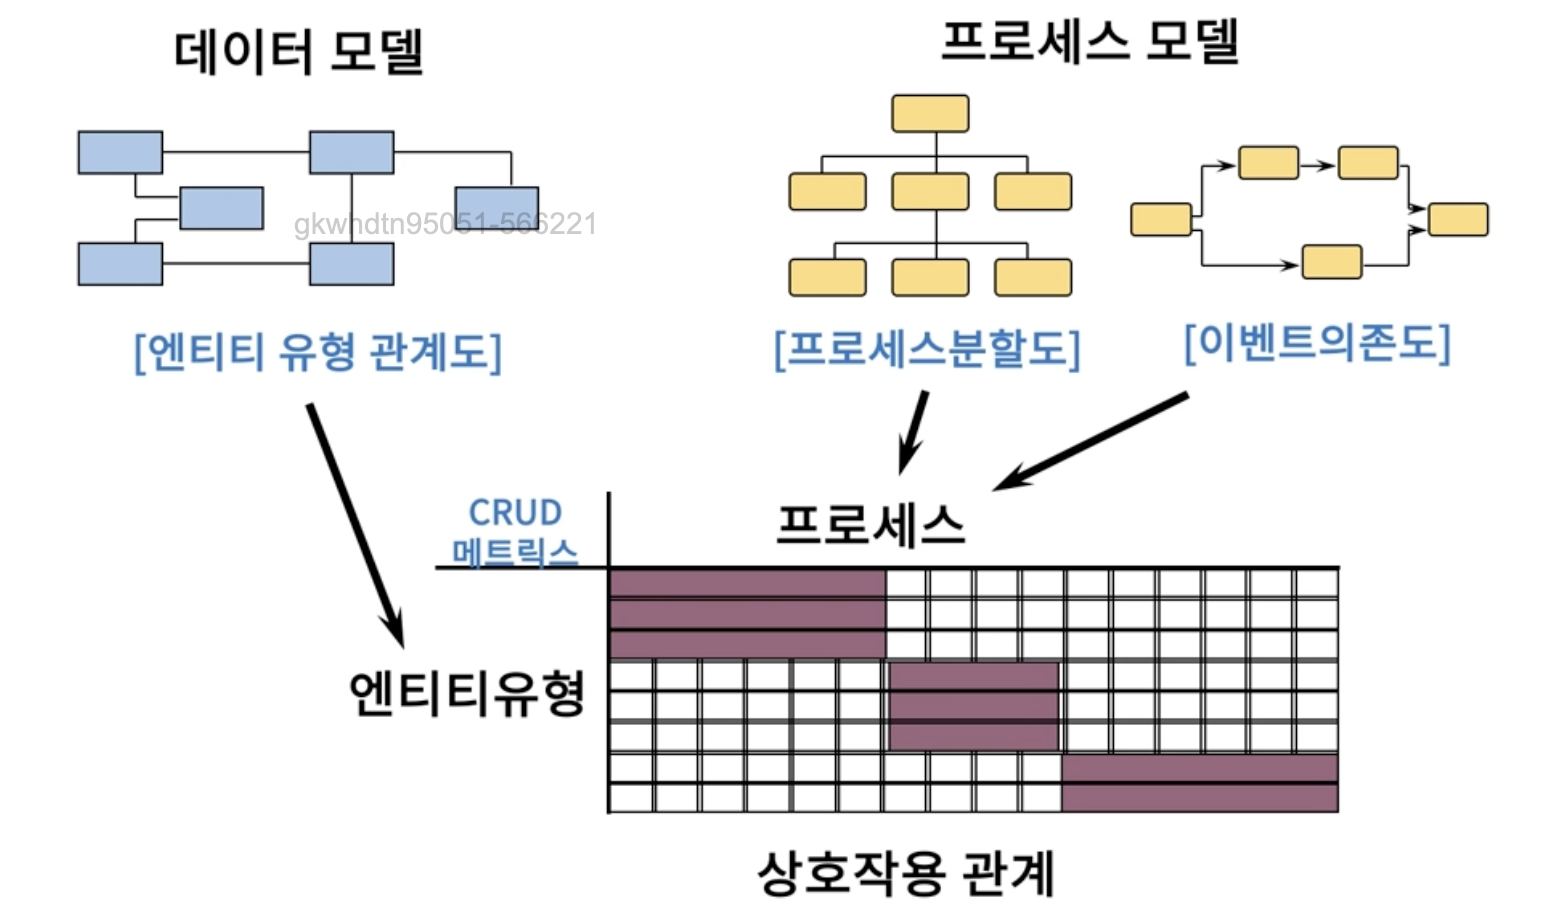 데이터 모델
프로세스 모델
gkwhdtn95051-566221
[엔티티 유형 관계도]
[프로세스분할도]
[이벤트의존도]
CRUD
메트릭스
프로세스
엔티티유형
상호작용 관계